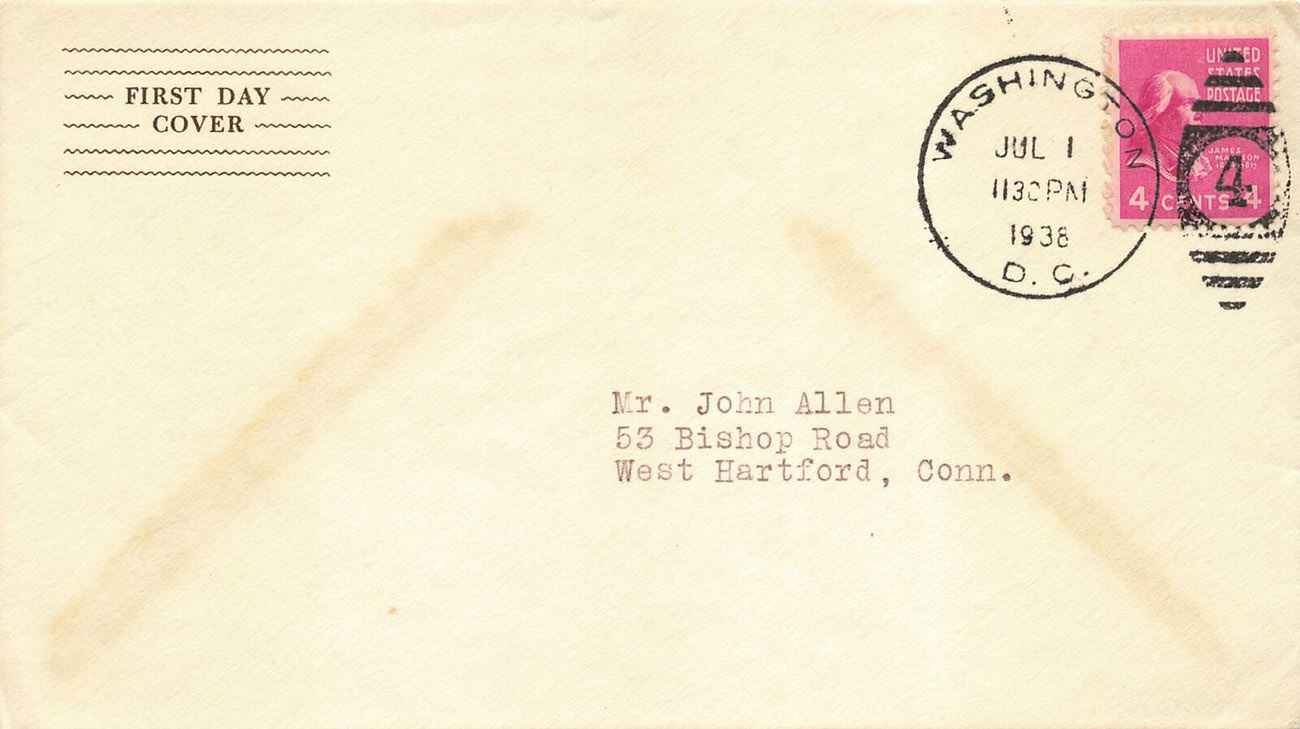 FIRST DAY
COVER
WASHINGTON
JUL 1
1130PM
1938
D. C.
UNITED
STATES
POSTAGE
JAMES
MADISON
4 CENTS 4
4
Mr. John Allen
53 Bishop Road
West Hartford, Conn.